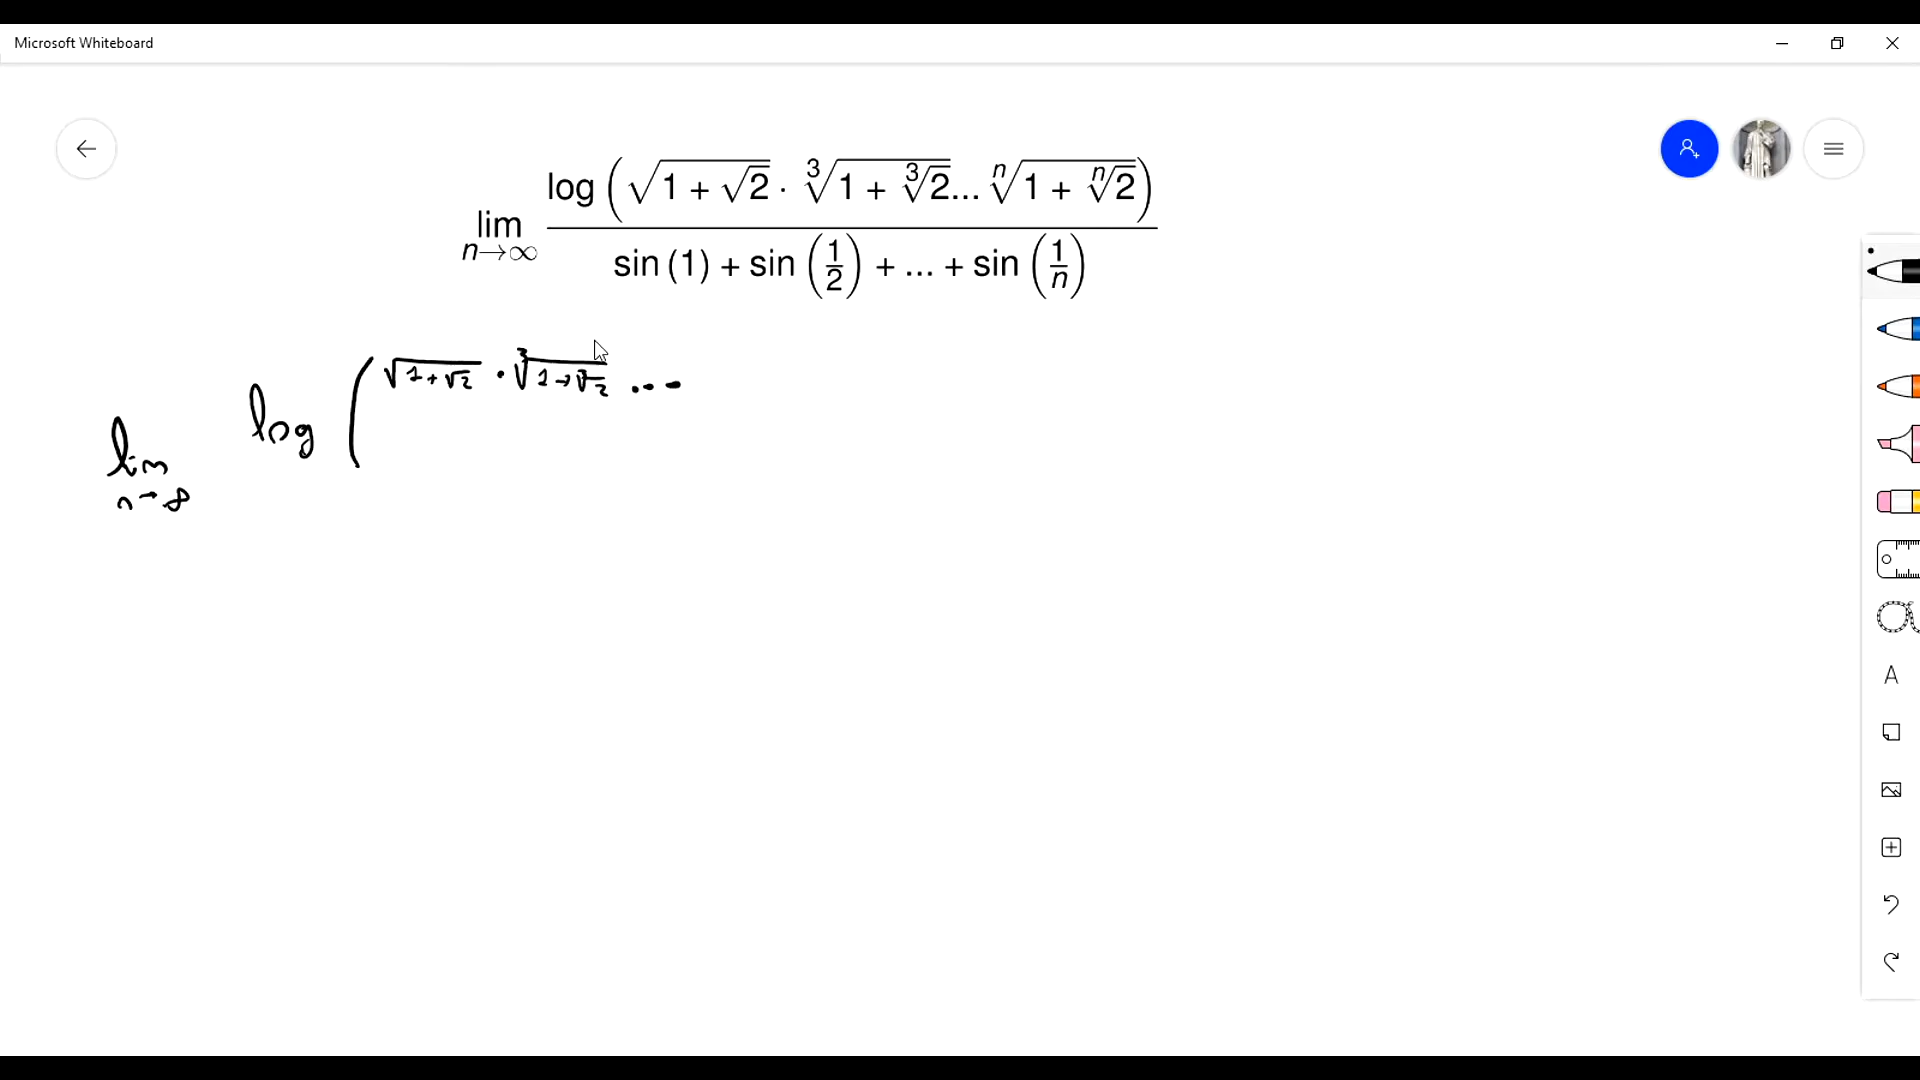 Microsoft Whiteboard
lim n→∞ log(√(1 + √2) · ∛(1 + ∛2)... ⁿ√(1 + ⁿ√2)) / (sin(1) + sin(1/2) + ... + sin(1/n))
lim n→∞ log(√(1+√2) · ∛(1+∛2) ...
A